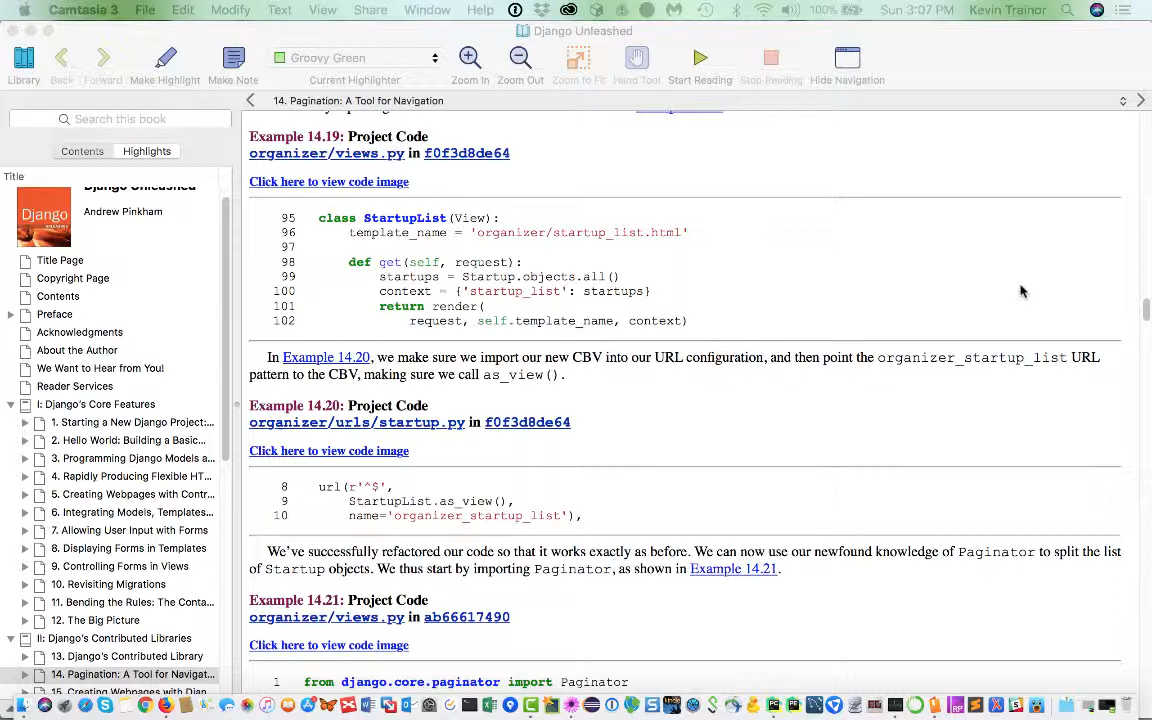 Camtasia 3 File Edit Modify Text View Share Window Help 100% Sun 3:07 PM Kevin Trainor
Django Unleashed
Groovy Green
Library Back Forward Make Highlight Make Note Current Highlighter Zoom In Zoom Out Zoom to Fit Hand Tool Start Reading Stop Reading Hide Navigation
14. Pagination: A Tool for Navigation
Search this book
Contents Highlights
Title
Django Unleashed
Andrew Pinkham
Django
UNLEASHED
Title Page
Copyright Page
Contents
Preface
Acknowledgments
About the Author
We Want to Hear from You!
Reader Services
I: Django's Core Features
1. Starting a New Django Project:...
2. Hello World: Building a Basic...
3. Programming Django Models a...
4. Rapidly Producing Flexible HT...
5. Creating Webpages with Contr...
6. Integrating Models, Templates...
7. Allowing User Input with Forms
8. Displaying Forms in Templates
9. Controlling Forms in Views
10. Revisiting Migrations
11. Bending the Rules: The Conta...
12. The Big Picture
II: Django's Contributed Libraries
13. Django's Contributed Library
14. Pagination: A Tool for Navigat...
15. Creating Webpages with Djan
Example 14.19: Project Code
organizer/views.py in f0f3d8de64
Click here to view code image
95 class StartupList(View):
96 template_name = 'organizer/startup_list.html'
97
98 def get(self, request):
99 startups = Startup.objects.all()
100 context = {'startup_list': startups}
101 return render(
102 request, self.template_name, context)
In Example 14.20, we make sure we import our new CBV into our URL configuration, and then point the organizer_startup_list URL
pattern to the CBV, making sure we call as_view().
Example 14.20: Project Code
organizer/urls/startup.py in f0f3d8de64
Click here to view code image
8 url(r'^$',
9 StartupList.as_view(),
10 name='organizer_startup_list'),
We've successfully refactored our code so that it works exactly as before. We can now use our newfound knowledge of Paginator to split the list
of Startup objects. We thus start by importing Paginator, as shown in Example 14.21.
Example 14.21: Project Code
organizer/views.py in ab66617490
Click here to view code image
1 from django.core.paginator import Paginator